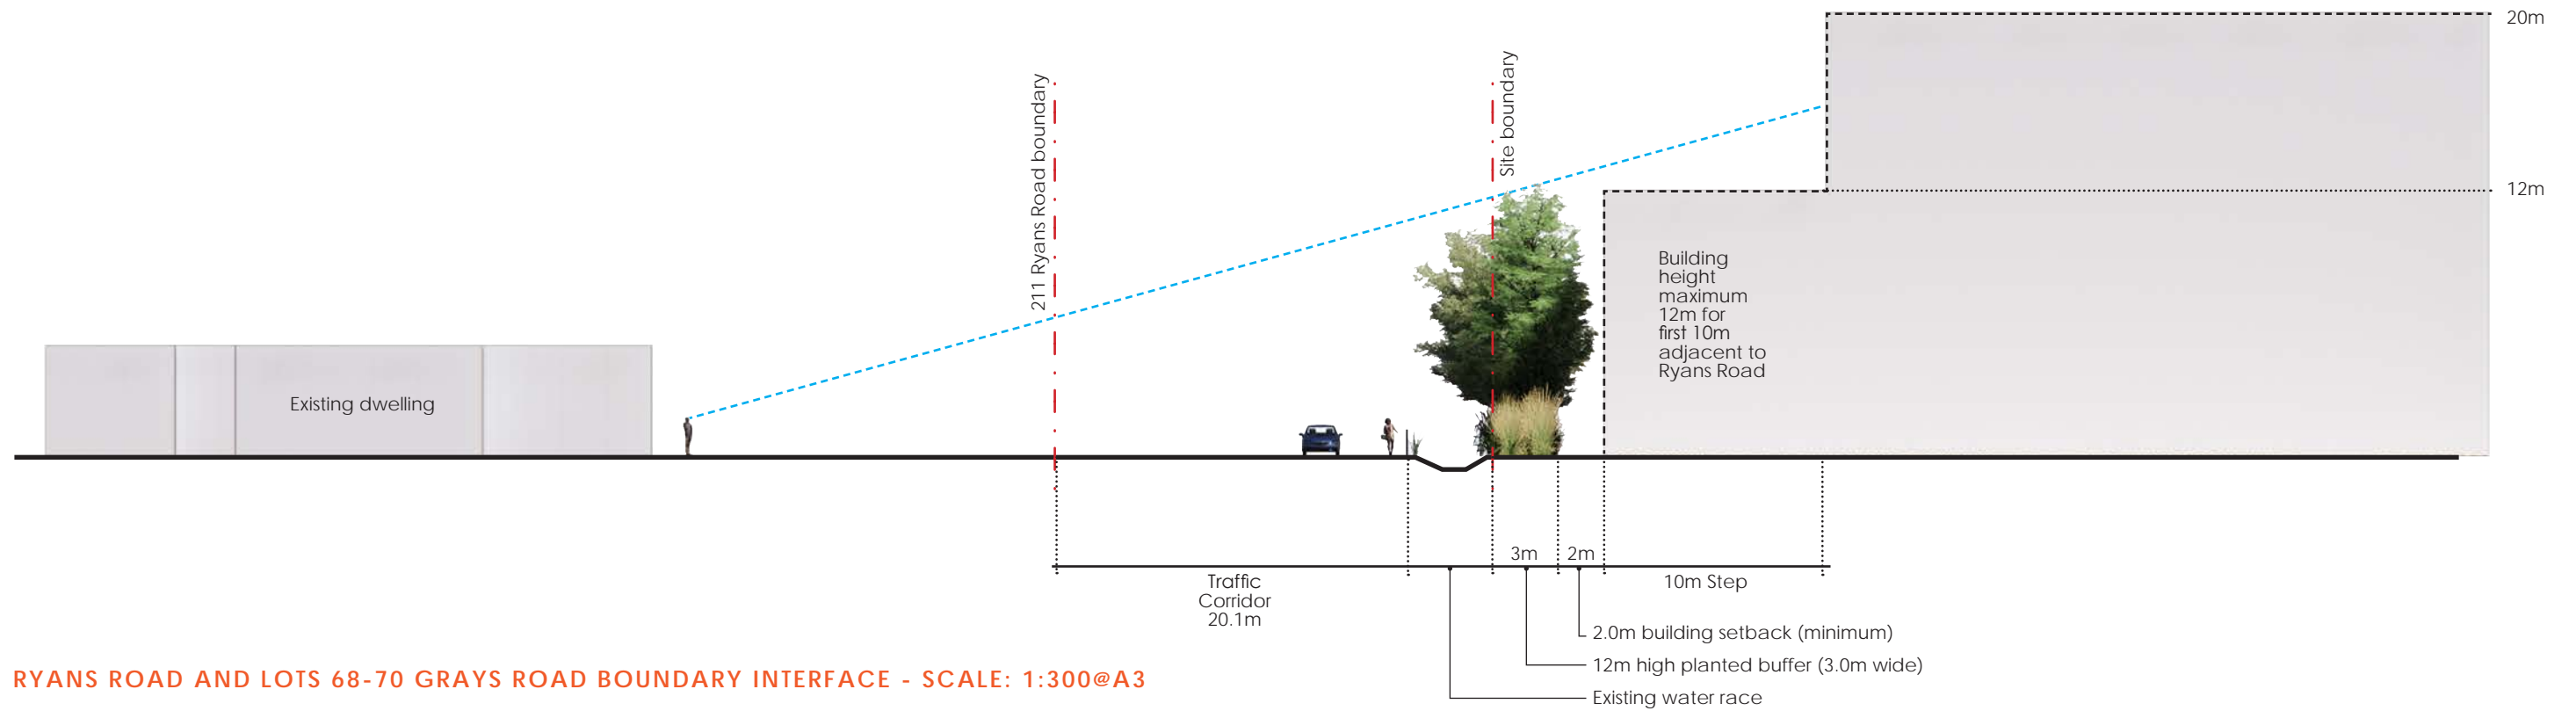 20m
Site boundary
211 Ryans Road boundary
12m
Building
height
maximum
12m for
first 10m
adjacent to
Ryans Road
Existing dwelling
3m
2m
Traffic
Corridor
20.1m
10m Step
2.0m building setback (minimum)
12m high planted buffer (3.0m wide)
Existing water race
RYANS ROAD AND LOTS 68-70 GRAYS ROAD BOUNDARY INTERFACE - SCALE: 1:300@A3